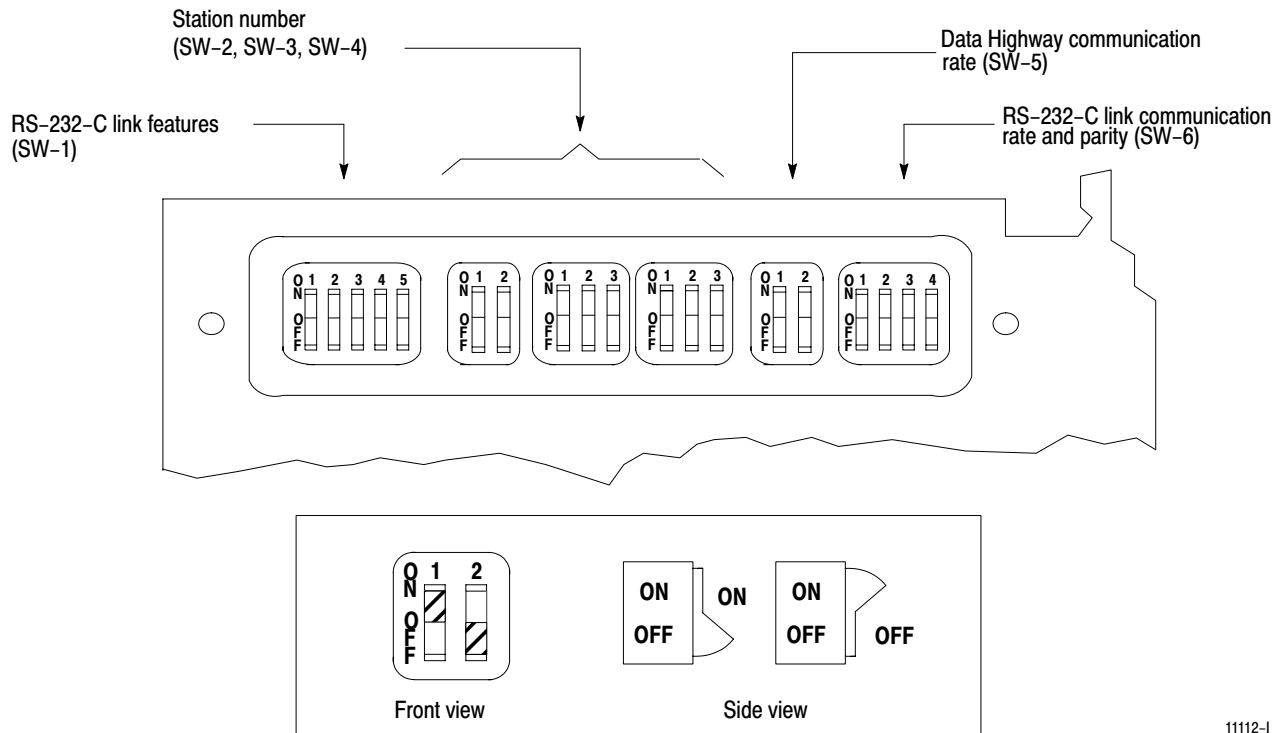 Station number
(SW–2, SW–3, SW–4)
Data Highway communication
rate (SW–5)
RS–232–C link features
(SW–1)
RS–232–C link communication
rate and parity (SW–6)
ON 1 2 3 4 5
OFF
ON 1 2
OFF
ON 1 2 3
OFF
ON 1 2 3
OFF
ON 1 2
OFF
ON 1 2 3 4
OFF
ON 1 2
OFF
ON ON
OFF
ON
OFF OFF
Front view
Side view
11112–I